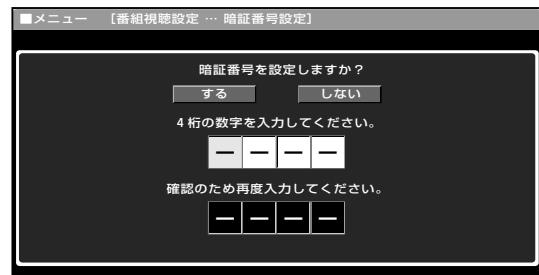 ■メニュー [番組視聴設定 … 暗証番号設定]
暗証番号を設定しますか?
する しない
4桁の数字を入力してください。
－ － － －
確認のため再度入力してください。
－ － － －